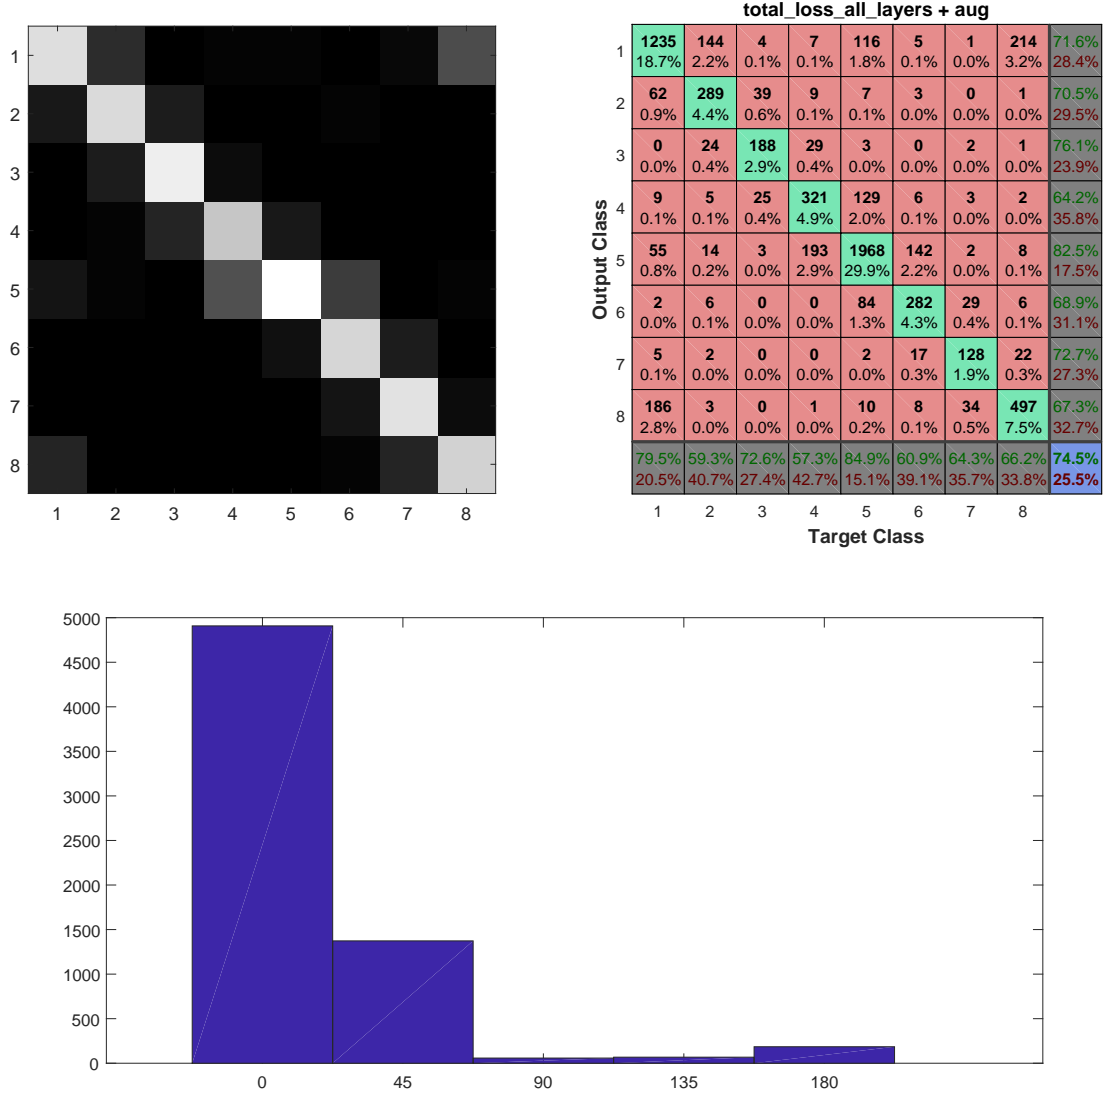 total_loss_all_layers + aug
1
2
3
4
5
6
7
8
1 2 3 4 5 6 7 8
Output Class
1 1235 144 4 7 116 5 1 214 71.6%
18.7% 2.2% 0.1% 0.1% 1.8% 0.1% 0.0% 3.2% 28.4%
2 62 289 39 9 7 3 0 1 70.5%
0.9% 4.4% 0.6% 0.1% 0.1% 0.0% 0.0% 0.0% 29.5%
3 0 24 188 29 3 0 2 1 76.1%
0.0% 0.4% 2.9% 0.4% 0.0% 0.0% 0.0% 0.0% 23.9%
4 9 5 25 321 129 6 3 2 64.2%
0.1% 0.1% 0.4% 4.9% 2.0% 0.1% 0.0% 0.0% 35.8%
5 55 14 3 193 1968 142 2 8 82.5%
0.8% 0.2% 0.0% 2.9% 29.9% 2.2% 0.0% 0.1% 17.5%
6 2 6 0 0 84 282 29 6 68.9%
0.0% 0.1% 0.0% 0.0% 1.3% 4.3% 0.4% 0.1% 31.1%
7 5 2 0 0 2 17 128 22 72.7%
0.1% 0.0% 0.0% 0.0% 0.0% 0.3% 1.9% 0.3% 27.3%
8 186 3 0 1 10 8 34 497 67.3%
2.8% 0.0% 0.0% 0.0% 0.2% 0.1% 0.5% 7.5% 32.7%
79.5% 59.3% 72.6% 57.3% 84.9% 60.9% 64.3% 66.2% 74.5%
20.5% 40.7% 27.4% 42.7% 15.1% 39.1% 35.7% 33.8% 25.5%
1 2 3 4 5 6 7 8
Target Class
5000
4500
4000
3500
3000
2500
2000
1500
1000
500
0
0 45 90 135 180